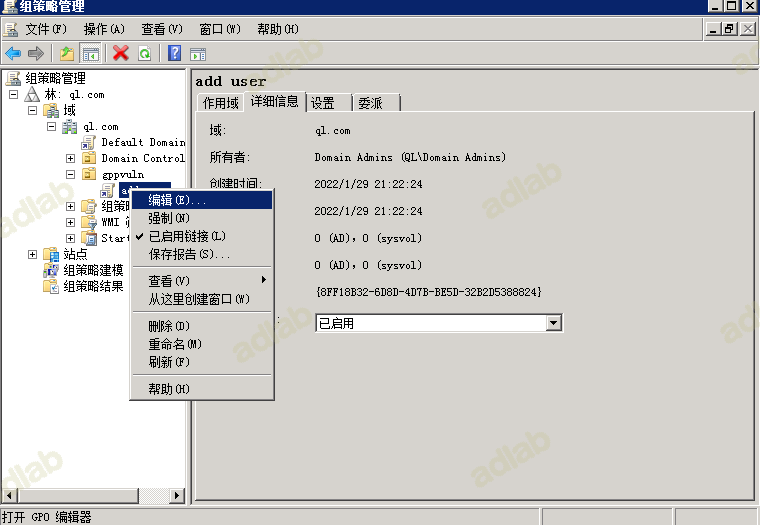 组策略管理
文件(F) 操作(A) 查看(V) 窗口(W) 帮助(H)
组策略管理
林: ql.com
域
ql.com
Default Domain
Domain Control
gppvuln
组策
WMI
Start
站点
组策略建模
组策略结果
编辑(E)...
强制(N)
已启用链接(L)
保存报告(S)...
查看(V)
从这里创建窗口(W)
删除(D)
重命名(M)
刷新(F)
帮助(H)
add user
作用域 详细信息 设置 委派
域: ql.com
所有者: Domain Admins (QL\Domain Admins)
创建时间: 2022/1/29 21:22:24
2022/1/29 21:22:24
0 (AD), 0 (sysvol)
0 (AD), 0 (sysvol)
{8FF18B32-6D8D-4D7B-BE5D-32B2D5388824}
已启用
打开 GPO 编辑器
adlab
adlab
adlab
adlab
adlab
adlab